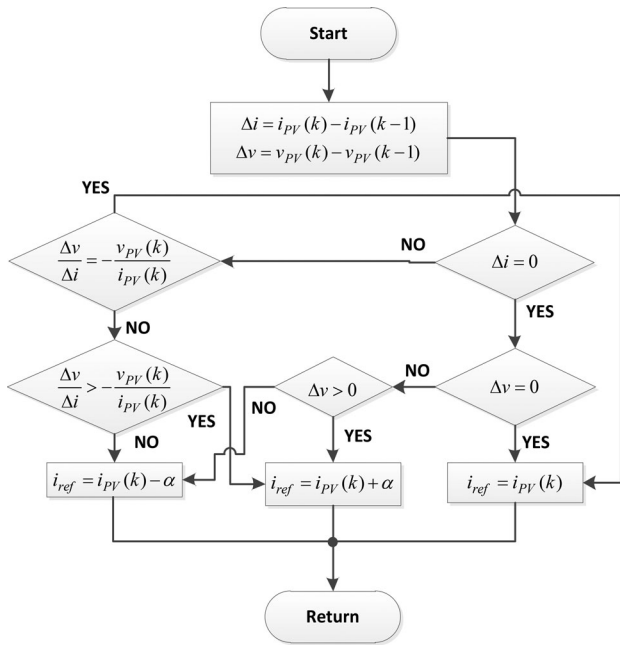 Start
Δi = i_PV(k) − i_PV(k−1)
Δv = v_PV(k) − v_PV(k−1)
YES
Δv/Δi = − v_PV(k)/i_PV(k)
NO
Δi = 0
YES
NO
Δv/Δi > − v_PV(k)/i_PV(k)
YES
NO
Δv > 0
NO
YES
NO
Δv = 0
YES
i_ref = i_PV(k) − α
i_ref = i_PV(k) + α
i_ref = i_PV(k)
Return